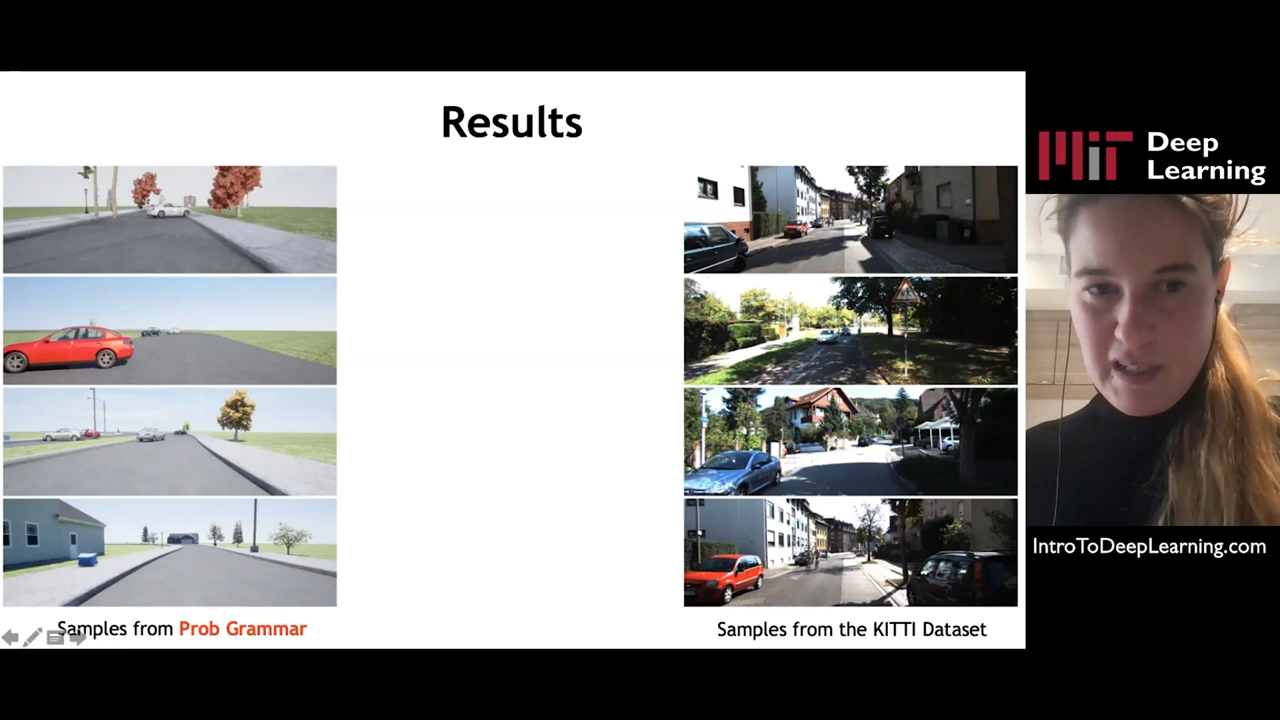 Results
Samples from Prob Grammar
Samples from the KITTI Dataset
MIT Deep
Learning
IntroToDeepLearning.com